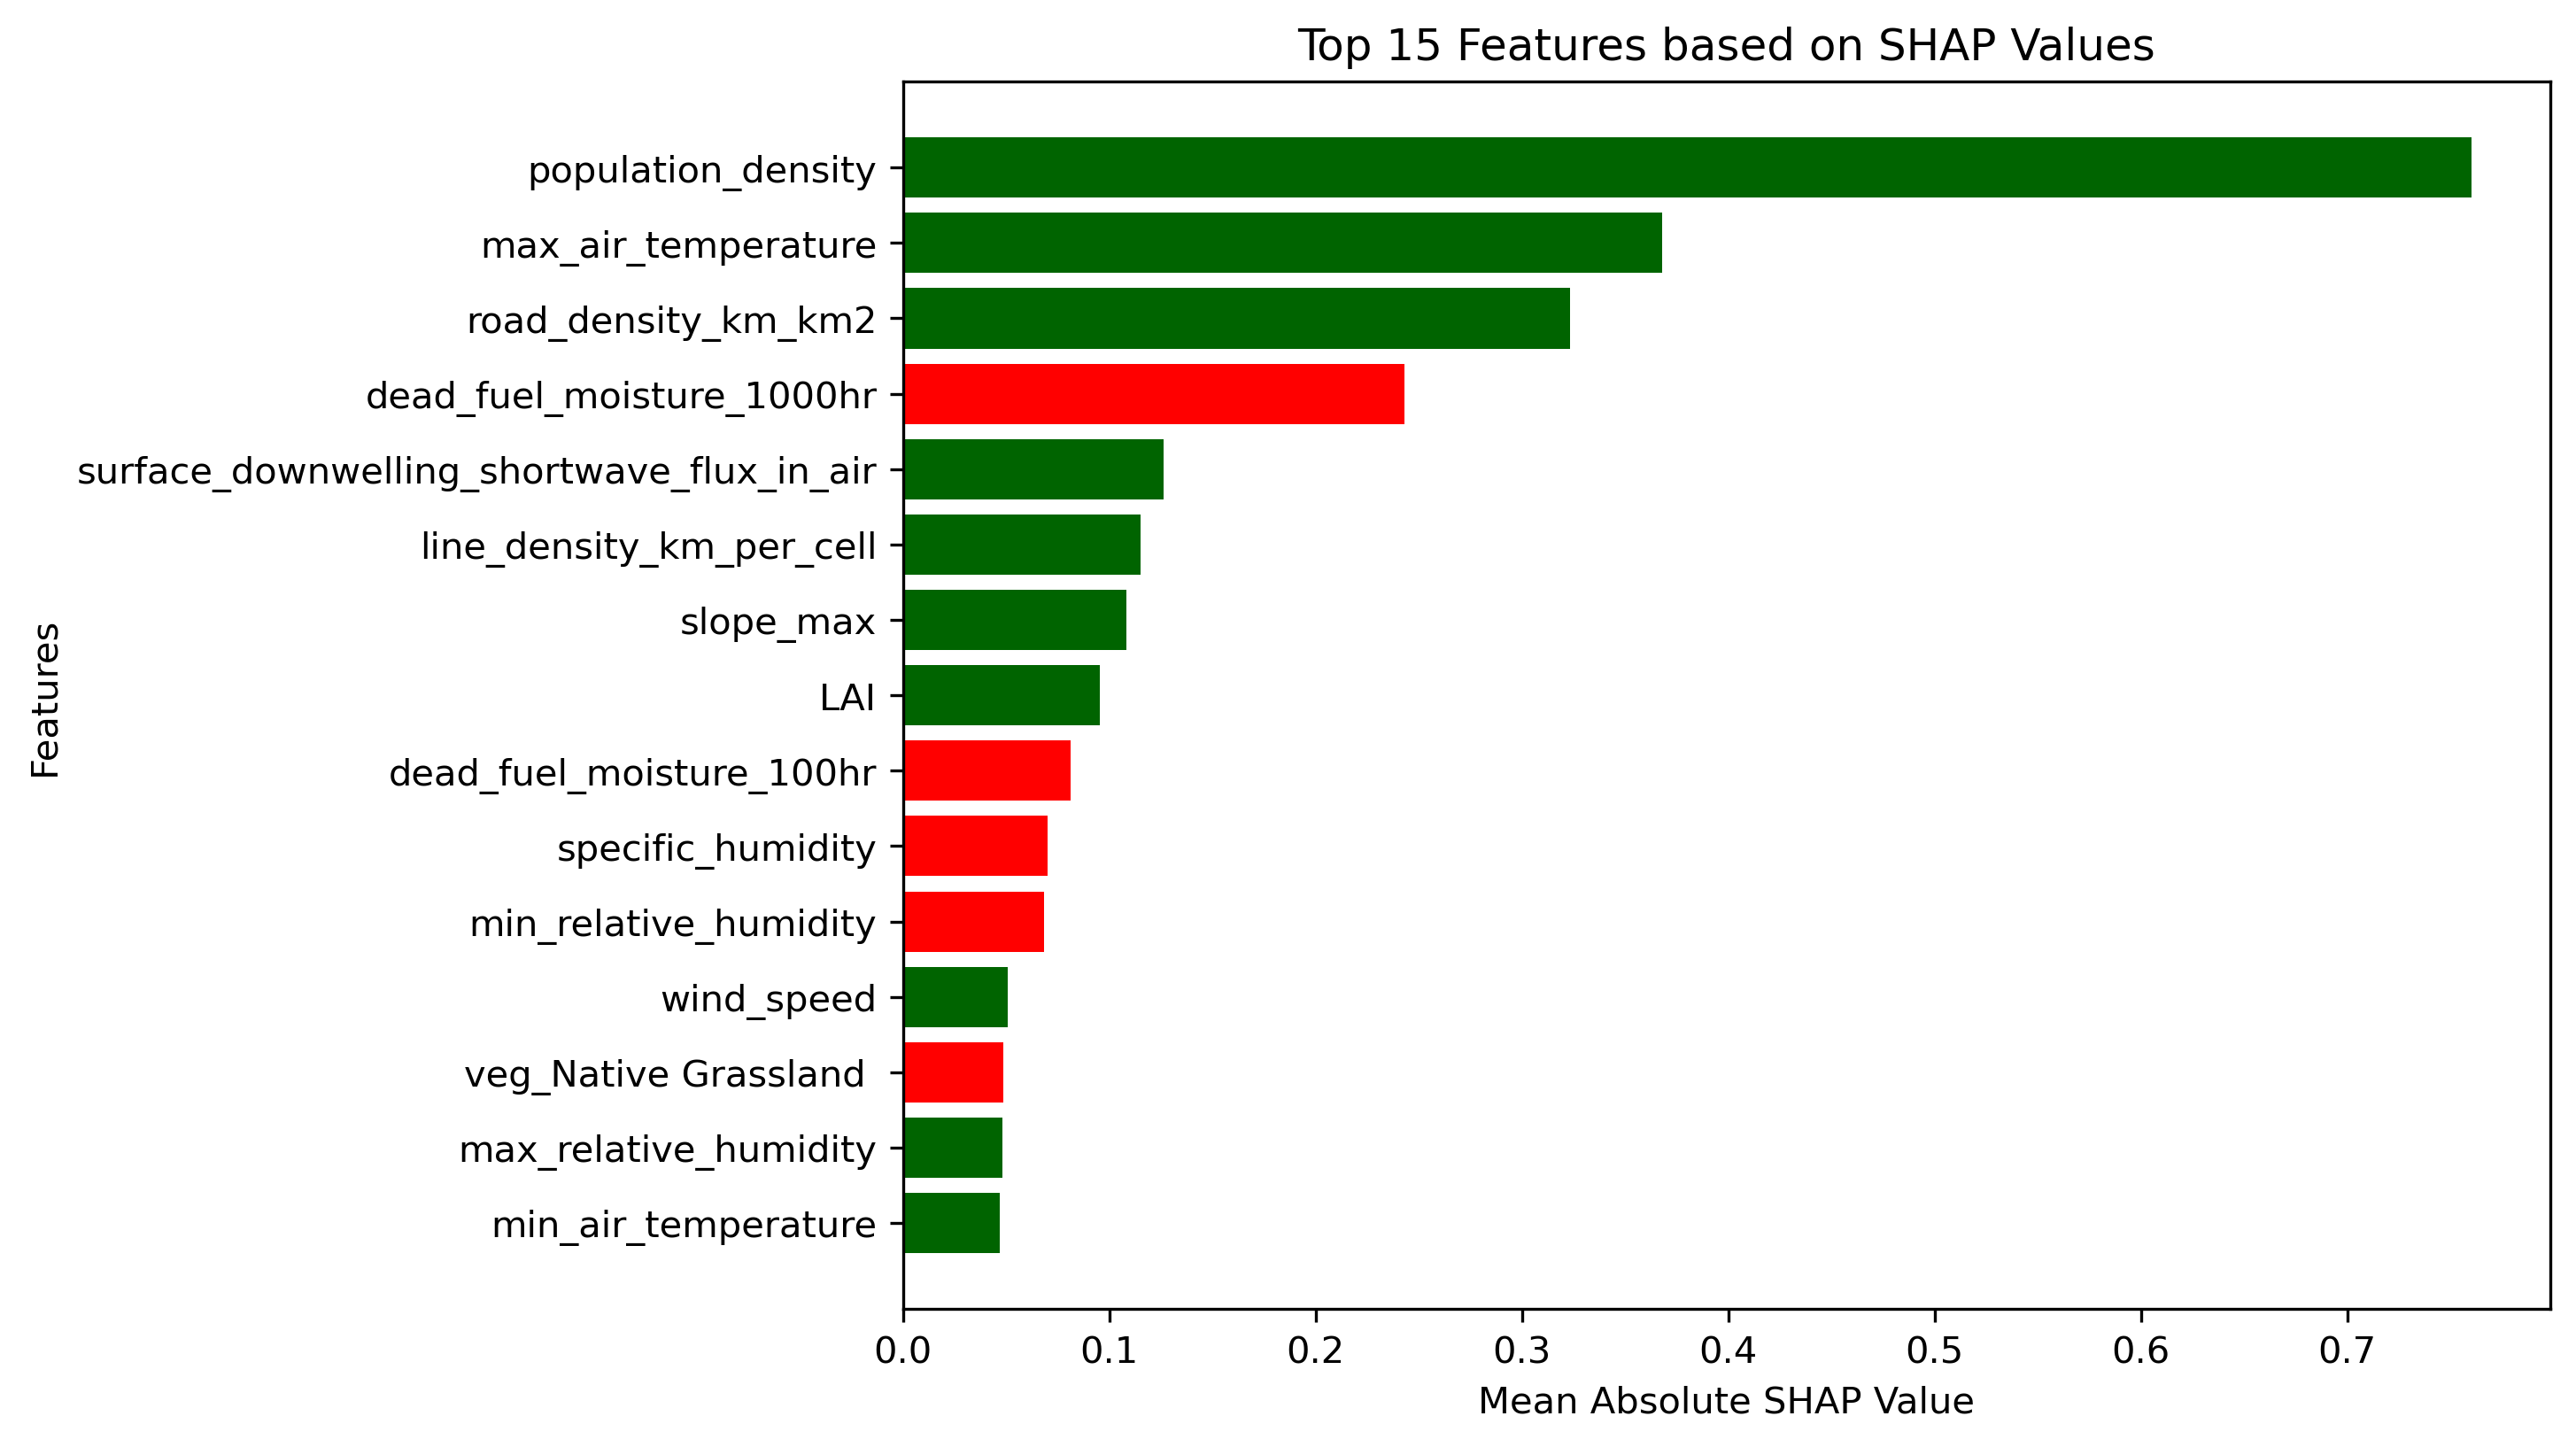 Top 15 Features based on SHAP Values
population_density
max_air_temperature
road_density_km_km2
dead_fuel_moisture_1000hr
surface_downwelling_shortwave_flux_in_air
line_density_km_per_cell
slope_max
LAI
dead_fuel_moisture_100hr
specific_humidity
min_relative_humidity
wind_speed
veg_Native Grassland
max_relative_humidity
min_air_temperature
Features
0.0 0.1 0.2 0.3 0.4 0.5 0.6 0.7
Mean Absolute SHAP Value